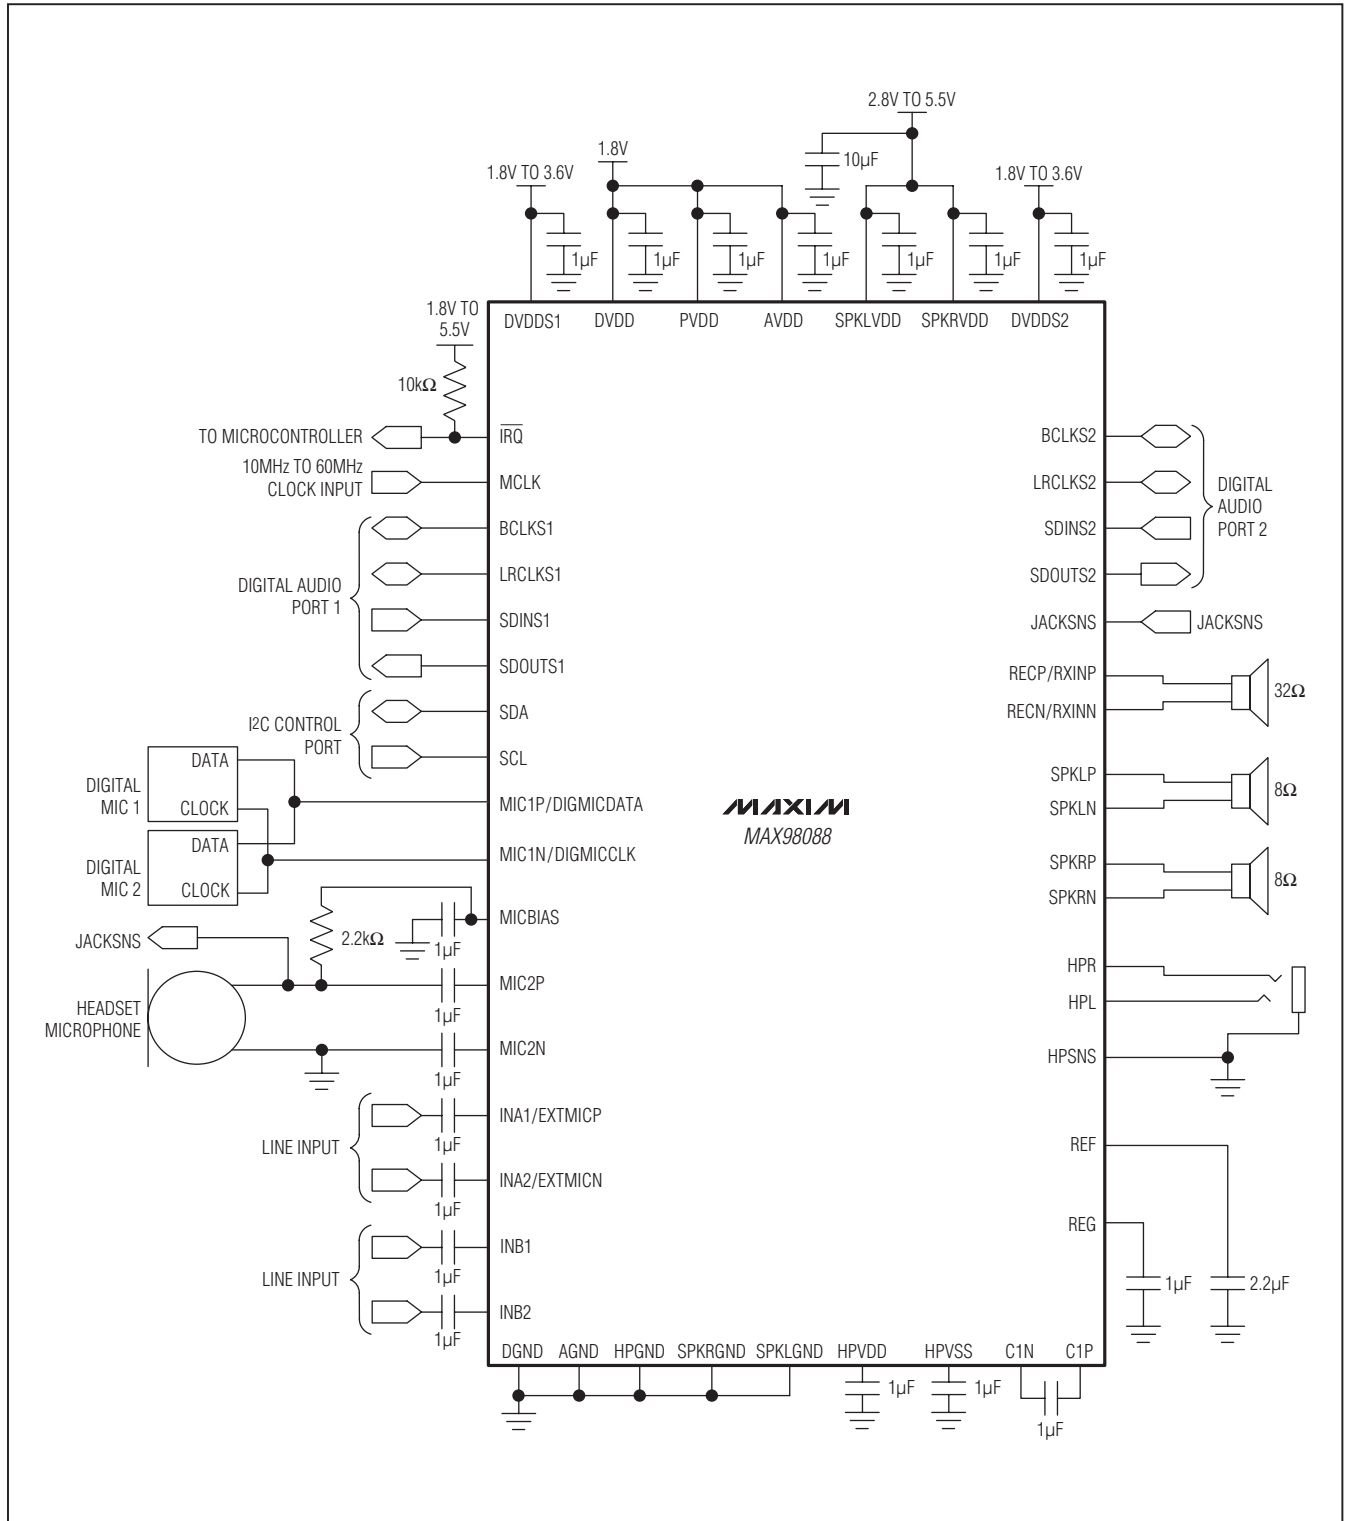 2.8V TO 5.5V
10µF
1.8V
1.8V TO 3.6V
1.8V TO 3.6V
1µF
1µF
1µF
1µF
1µF
1µF
1µF
1.8V TO
5.5V
10kΩ
DVDDS1
DVDD
PVDD
AVDD
SPKLVDD
SPKRVDD
DVDDS2
TO MICROCONTROLLER
IRQ
10MHz TO 60MHz
CLOCK INPUT
MCLK
DIGITAL AUDIO
PORT 1
BCLKS1
LRCLKS1
SDINS1
SDOUTS1
I²C CONTROL
PORT
SDA
SCL
DIGITAL
MIC 1
DATA
CLOCK
DIGITAL
MIC 2
DATA
CLOCK
MIC1P/DIGMICDATA
MIC1N/DIGMICCLK
MICBIAS
1µF
2.2kΩ
JACKSNS
HEADSET
MICROPHONE
MIC2P
1µF
MIC2N
1µF
LINE INPUT
INA1/EXTMICP
1µF
INA2/EXTMICN
1µF
LINE INPUT
INB1
1µF
INB2
1µF
MAXIM
MAX98088
BCLKS2
LRCLKS2
SDINS2
SDOUTS2
DIGITAL
AUDIO
PORT 2
JACKSNS
JACKSNS
RECP/RXINP
RECN/RXINN
32Ω
SPKLP
SPKLN
8Ω
SPKRP
SPKRN
8Ω
HPR
HPL
HPSNS
REF
REG
1µF
2.2µF
DGND
AGND
HPGND
SPKRGND
SPKLGND
HPVDD
HPVSS
C1N
C1P
1µF
1µF
1µF